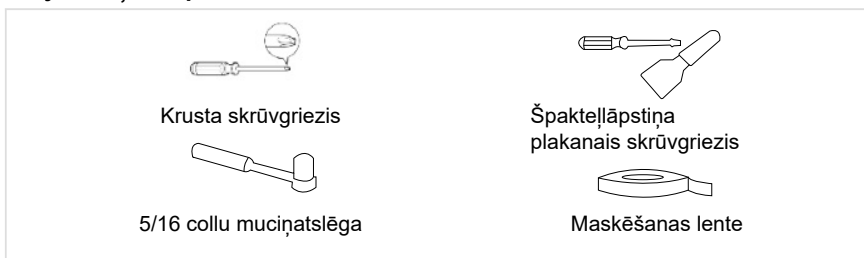 Krusta skrūvgriezis
Špakteļlāpstiņa
plakanais skrūvgriezis
5/16 collu muciņatslēga
Maskēšanas lente